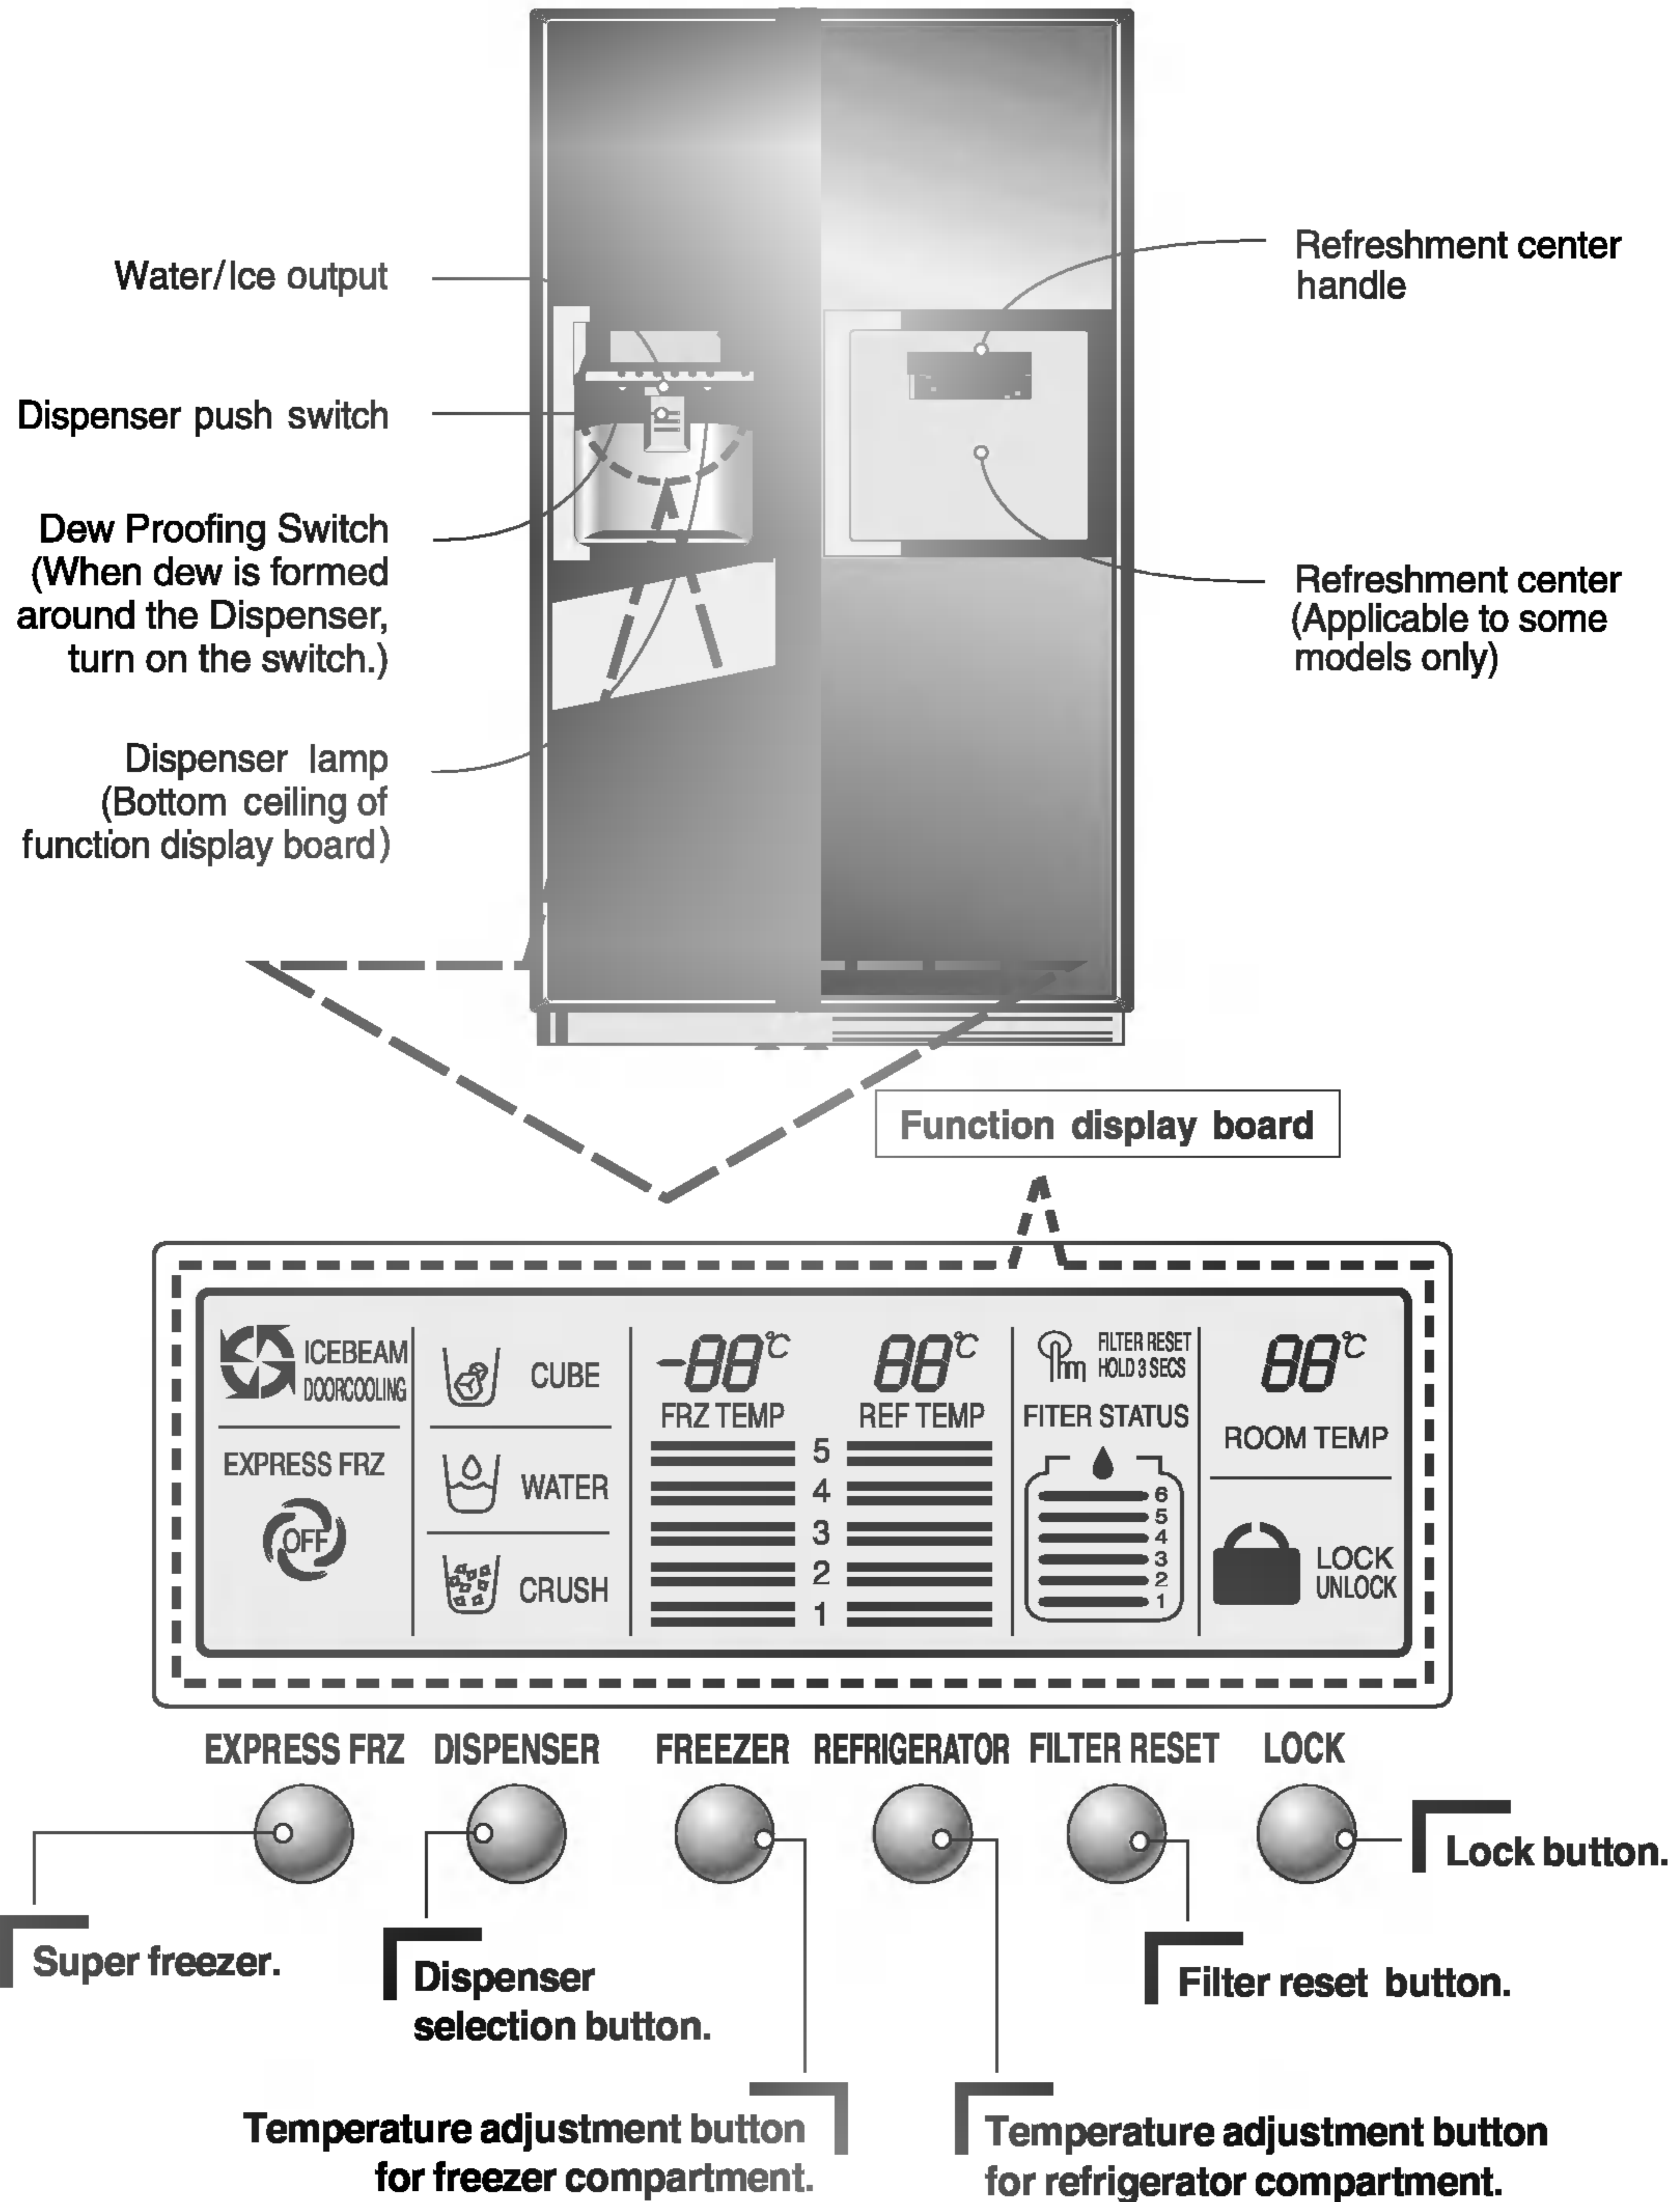 Water/Ice output
Dispenser push switch
Dew Proofing Switch
(When dew is formed
around the Dispenser,
turn on the switch.)
Dispenser lamp
(Bottom ceiling of
function display board)
Refreshment center
handle
Refreshment center
(Applicable to some
models only)
Function display board
ICEBEAM
DOORCOOLING
EXPRESS FRZ
OFF
CUBE
WATER
CRUSH
-88°C
FRZ TEMP
88°C
REF TEMP
5
4
3
2
1
FILTER RESET
HOLD 3 SECS
FITER STATUS
6
5
4
3
2
1
88°C
ROOM TEMP
LOCK
UNLOCK
EXPRESS FRZ DISPENSER FREEZER REFRIGERATOR FILTER RESET LOCK
Lock button.
Super freezer.
Dispenser
selection button.
Filter reset button.
Temperature adjustment button
for freezer compartment.
Temperature adjustment button
for refrigerator compartment.